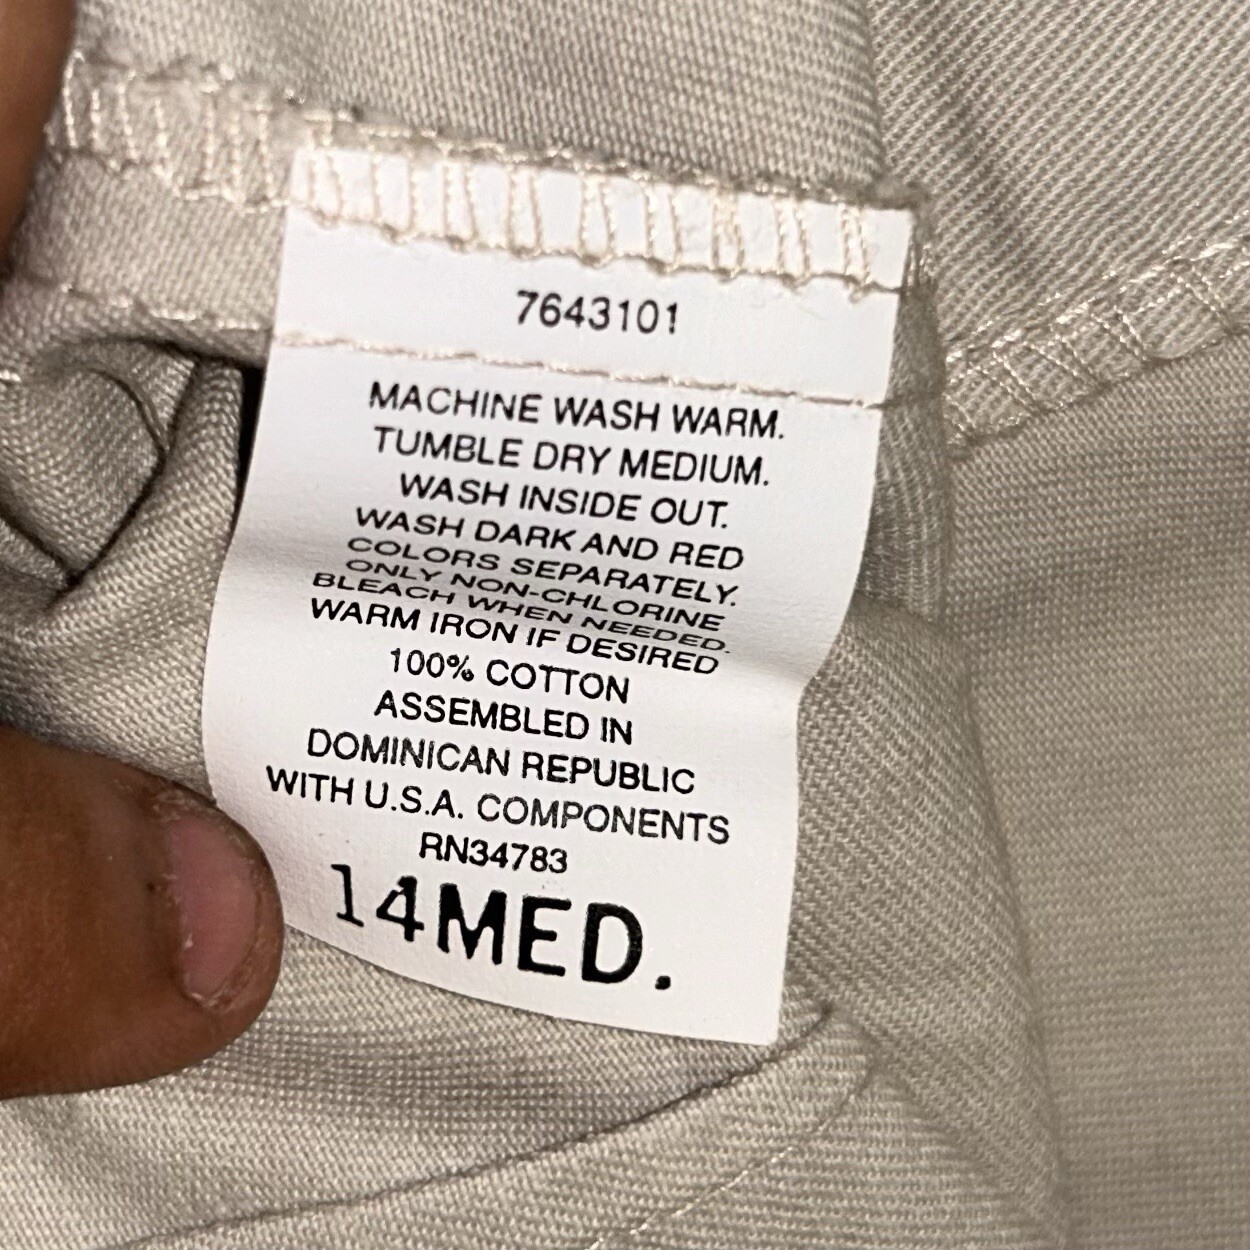 7643101
MACHINE WASH WARM.
TUMBLE DRY MEDIUM.
WASH INSIDE OUT.
WASH DARK AND RED
COLORS SEPARATELY.
ONLY NON-CHLORINE
BLEACH WHEN NEEDED.
WARM IRON IF DESIRED
100% COTTON
ASSEMBLED IN
DOMINICAN REPUBLIC
WITH U.S.A. COMPONENTS
RN34783
14MED.